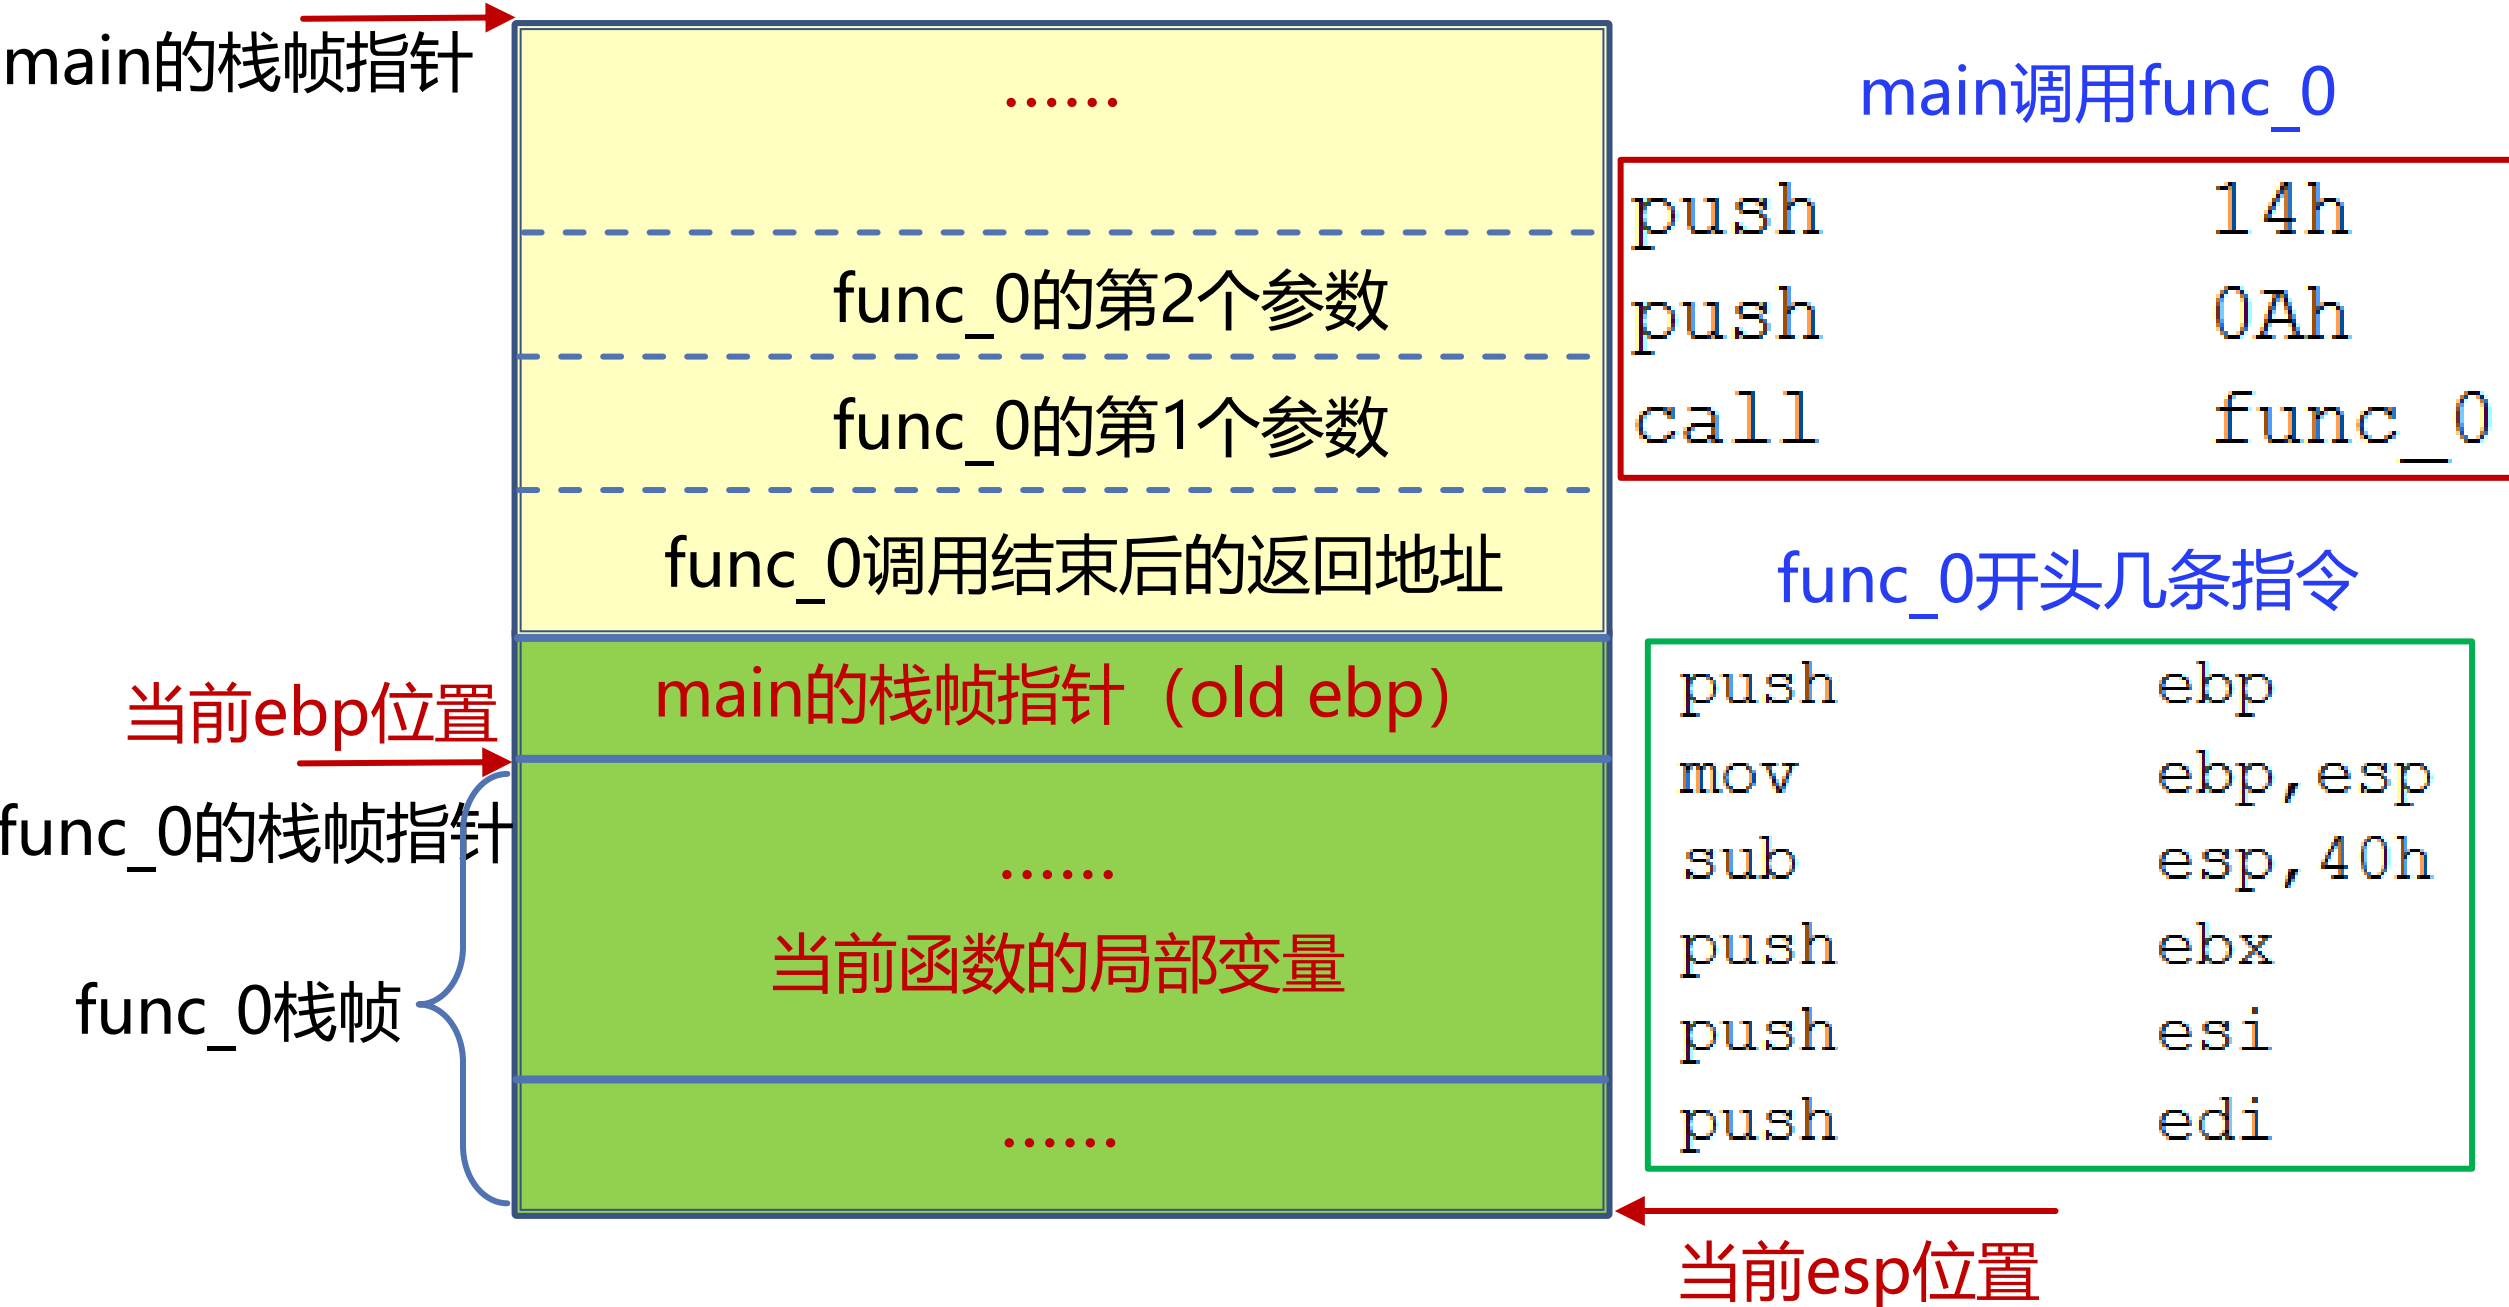 main的栈帧指针
......
func_0的第2个参数
func_0的第1个参数
func_0调用结束后的返回地址
main的栈帧指针（old ebp）
当前ebp位置
func_0的栈帧指针
......
当前函数的局部变量
func_0栈帧
......
main调用func_0
push 14h
push 0Ah
call func_0
func_0开头几条指令
push ebp
mov ebp,esp
sub esp,40h
push ebx
push esi
push edi
当前esp位置